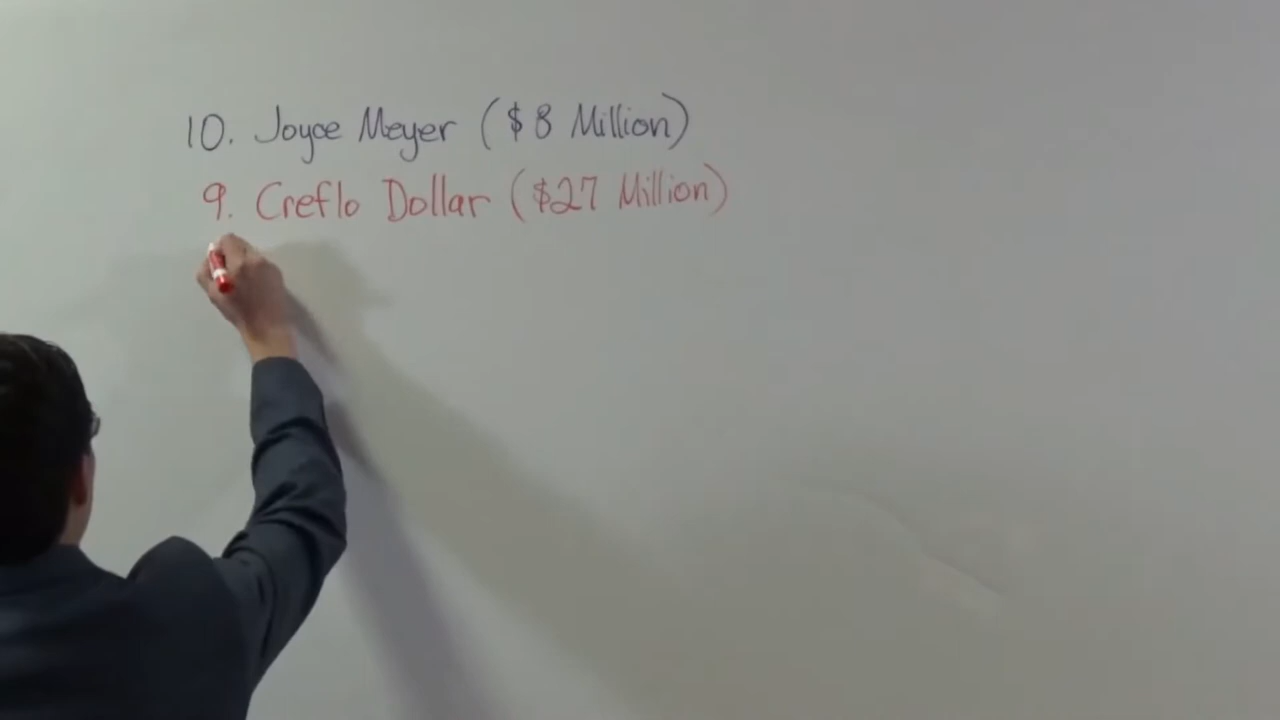 10. Joyce Meyer ($8 Million)
9. Creflo Dollar ($27 Million)